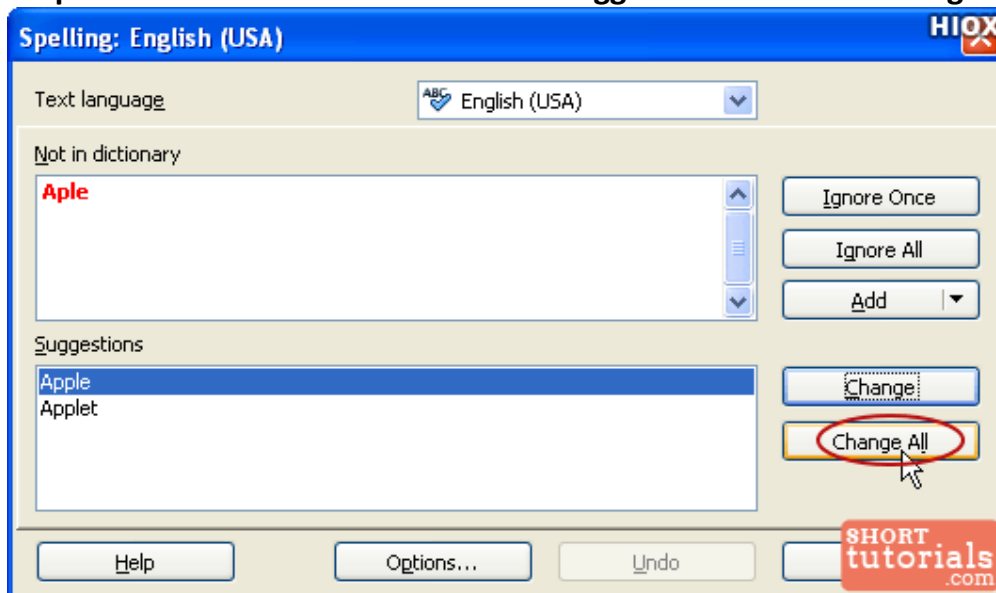 Spelling: English (USA)
HIOX
Text language
English (USA)
Not in dictionary
Aple
Ignore Once
Ignore All
Add
Suggestions
Apple
Applet
Change
Change All
Help
Options...
Undo
SHORT
tutorials
.com